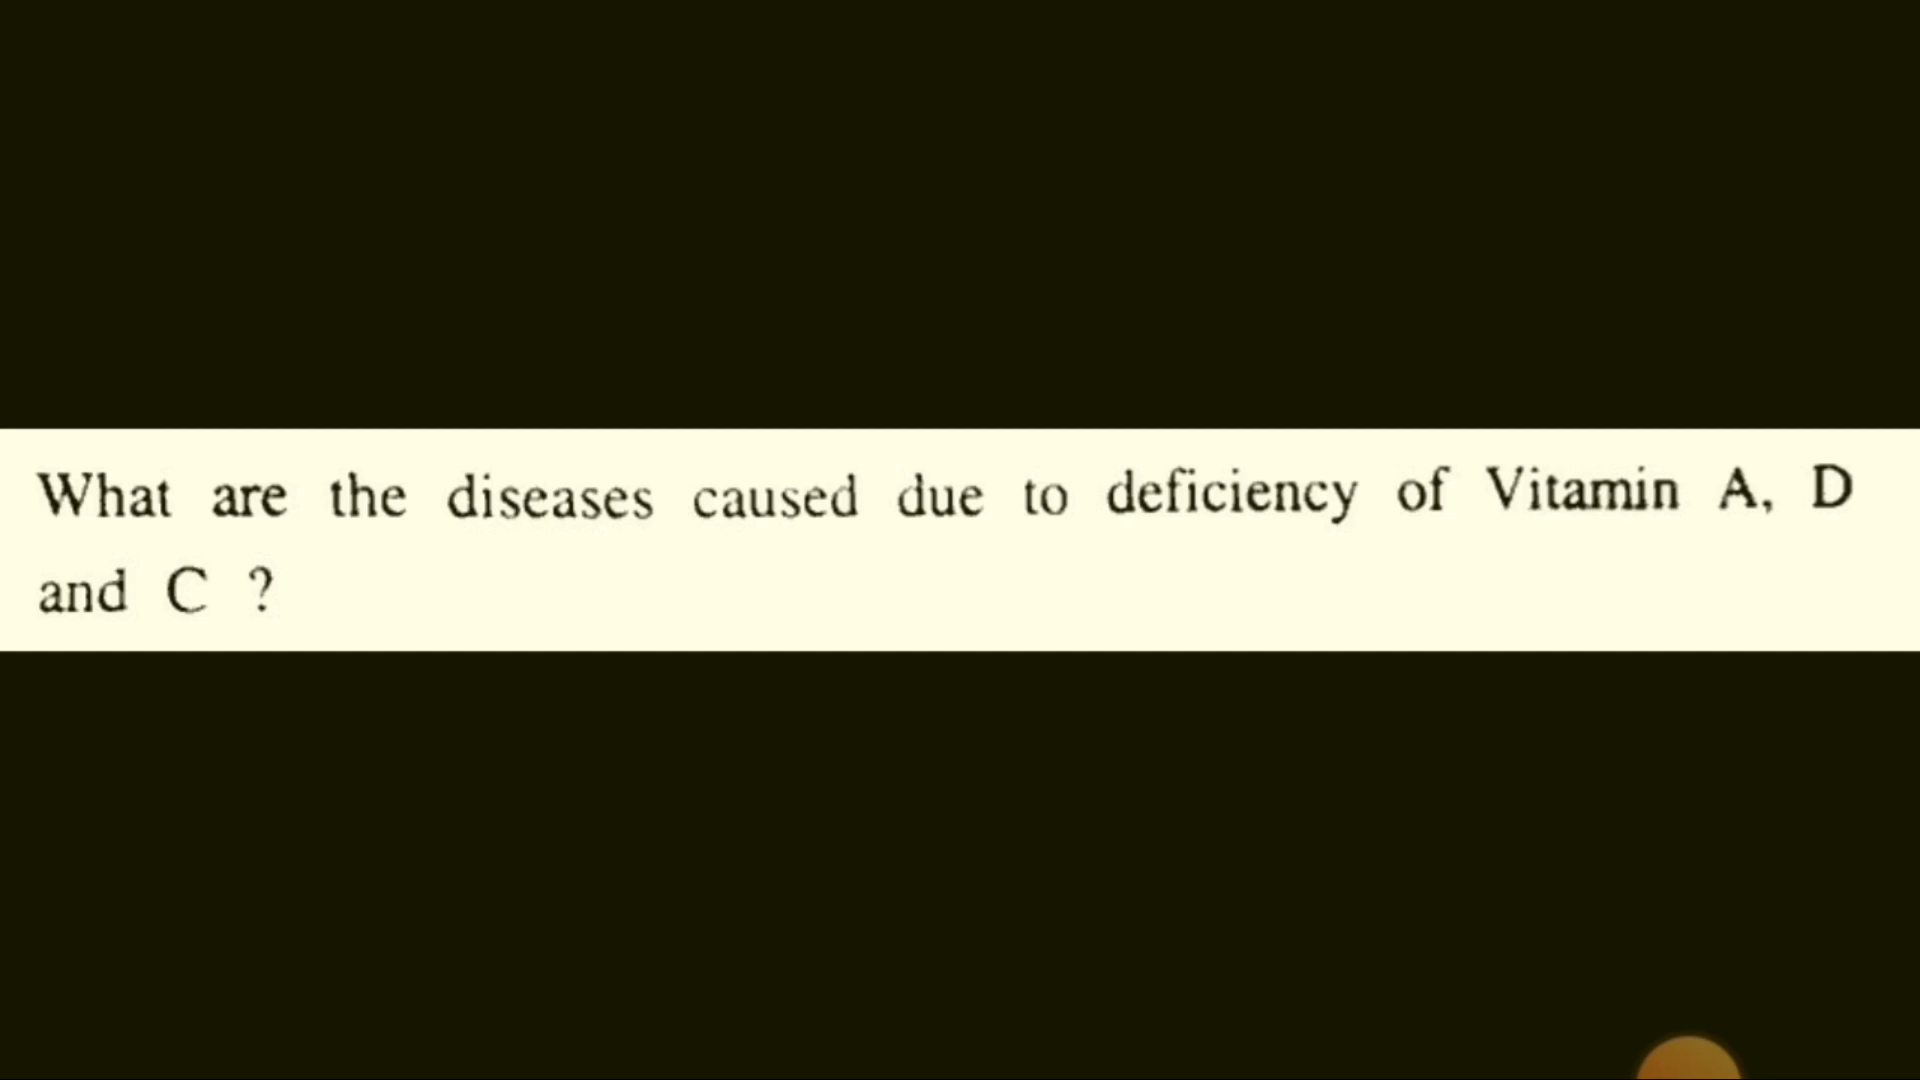 What are the diseases caused due to deficiency of Vitamin A, D
and C ?